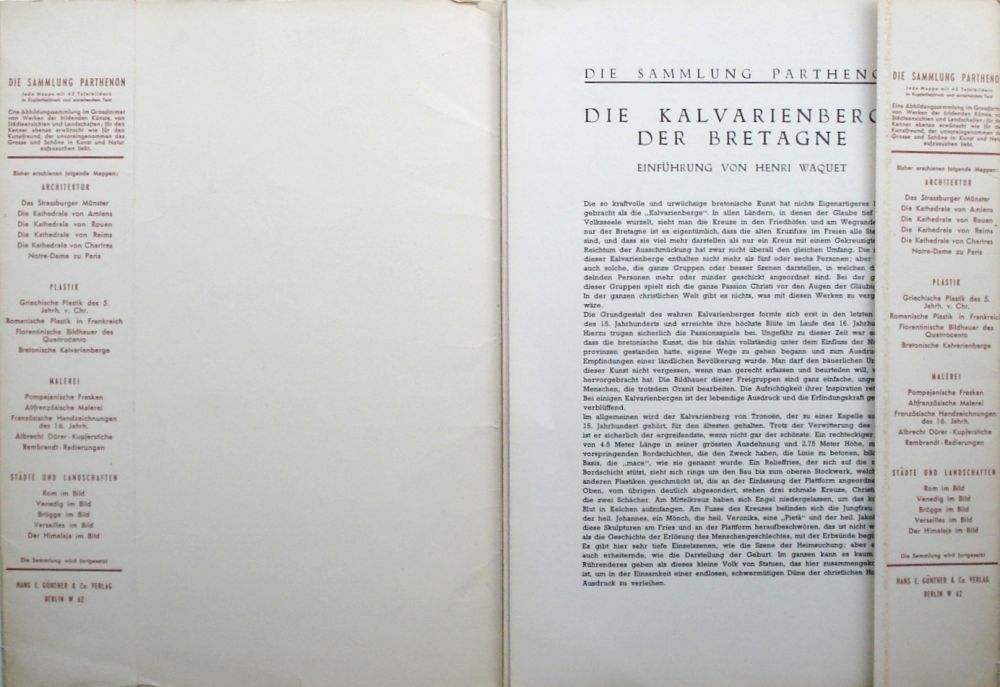 DIE SAMMLUNG PARTHENON
Jede Mappe mit 42 Tafelbildern
in Kupfertiefdruck und einleitendem Text
Eine Abbildungssammlung im Grossformat
von Werken der bildenden Künste, von
Städteansichten und Landschaften; für den
Kenner ebenso erwünscht wie für den
Kunstfreund, der unvoreingenommen das
Grosse und Schöne in Kunst und Natur
aufzusuchen liebt.
Bisher erschienen folgende Mappen:
ARCHITEKTUR
Das Strassburger Münster
Die Kathedrale von Amiens
Die Kathedrale von Rouen
Die Kathedrale von Reims
Die Kathedrale von Chartres
Notre-Dame zu Paris
PLASTIK
Griechische Plastik des 5.
Jahrh. v. Chr.
Romanische Plastik in Frankreich
Florentinische Bildhauer des
Quattrocento
Bretonische Kalvarienberge
MALEREI
Pompejanische Fresken
Altfranzösische Malerei
Französische Handzeichnungen
des 16. Jahrh.
Albrecht Dürer-Kupferstiche
Rembrandt-Radierungen
STÄDTE UND LANDSCHAFTEN
Rom im Bild
Venedig im Bild
Brügge im Bild
Versailles im Bild
Der Himalaja im Bild
Die Sammlung wird fortgesetzt
HANS E. GÜNTHER & Co. VERLAG
BERLIN W 62
DIE SAMMLUNG PARTHENO
DIE KALVARIENBERG
DER BRETAGNE
EINFÜHRUNG VON HENRI WAQUET
Die so kraftvolle und urwüchsige bretonische Kunst hat nichts Eigenartigeres
gebracht als die „Kalvarienberge“. In allen Ländern, in denen der Glaube tief
Volksseele wurzelt, sieht man die Kreuze in den Friedhöfen und am Wegrande
nur der Bretagne ist es eigentümlich, dass die alten Kruzifixe im Freien alle
sind, und dass sie viel mehr darstellen als nur ein Kreuz mit einem Gekreuzigt
Reichtum der Ausschmückung hat zwar nicht überall den gleichen Umfang. Die
dieser Kalvarienberge enthalten nicht mehr als fünf oder sechs Personen; aber
auch solche, die ganze Gruppen oder besser Szenen darstellen, in welchen d
delnden Personen mehr oder minder geschickt angeordnet sind. Bei der g
dieser Gruppen spielt sich die ganze Passion Christi vor den Augen der Gläubi
In der ganzen christlichen Welt gibt es nichts, was mit diesen Werken zu verg
wäre.
Die Grundgestalt des wahren Kalvarienberges formte sich erst in den letzten
des 15. Jahrhunderts und erreichte ihre höchste Blüte im Laufe des 16. Jahrhu
Hierzu trugen sicherlich die Passionsspiele bei. Ungefähr zu dieser Zeit war
dass die bretonische Kunst, die bis dahin vollständig unter dem Einfluss der
provinzen gestanden hatte, eigene Wege zu gehen begann und zum Ausdru
Empfindungen einer ländlichen Bevölkerung wurde. Man darf den bäuerlichen Ur
dieser Kunst nicht vergessen, wenn man gerecht erfassen und beurteilen will,
hervorgebracht hat. Die Bildhauer dieser Freigruppen sind ganz einfache, unge
Menschen, die trotzdem Granit bearbeiten. Die Aufrichtigkeit ihrer Inspiration
Bei einigen Kalvarienbergen ist der lebendige Ausdruck und die Erfindungskraft ge
verblüffend.
Im allgemeinen wird der Kalvarienberg von Tronoën, der zu einer Kapelle
15. Jahrhundert gehört, für den ältesten gehalten. Trotz der Verwitterung des
ist er sicherlich der ergreifendste, wenn nicht gar der schönste. Ein rechteckiger
von 4.5 Meter Länge in seiner grössten Ausdehnung und 2.75 Meter Höhe, m
vorspringenden Bordschichten, die den Zweck haben, die Linie zu betonen, bild
Basis, die „mace“, wie sie genannt wurde. Ein Relieffries, der sich auf die
Bordschicht stützt, zieht sich rings um den Bau bis zum oberen Stockwerk, welch
anderen Plastiken geschmückt ist, die an der Einfassung der Plattform angeordne
Oben, vom übrigen deutlich abgesondert, stehen drei schmale Kreuze, Christ
die zwei Schächer. Am Mittelkreuz haben sich Engel niedergelassen, um das
Blut in Kelchen aufzufangen. Am Fusse des Kreuzes befinden sich die Jungfrau
der heil. Johannes, ein Mönch, die heil. Veronika, eine „Pietà“ und der heil. Jako
diese Skulpturen am Fries und an der Plattform heraufbeschwören, das ist nicht w
als die Geschichte der Erlösung des Menschengeschlechtes, mit der Erbsünde begi
Es gibt hier sehr tiefe Einzelszenen, wie die Szene der Heimsuchung; aber
auch erheiternde, wie die Darstellung der Geburt. Im ganzen kann es kaum
Rührenderes geben als dieses kleine Volk von Statuen, das hier zusammengek
ist, um in der Einsamkeit einer endlosen, schwermütigen Düne der christlichen
Ausdruck zu verleihen.
DIE SAMMLUNG PARTHENO
Jede Mappe mit 42 Tafelbildern
in Kupfertiefdruck und einleitendem Text
Eine Abbildungssammlung im Grossformat
von Werken der bildenden Künste, von
Städteansichten und Landschaften; für den
Kenner ebenso erwünscht wie für den
Kunstfreund, der unvoreingenommen das
Grosse und Schöne in Kunst und Natur
aufzusuchen liebt.
Bisher erschienen folgende Mappen:
ARCHITEKTUR
Das Strassburger Münster
Die Kathedrale von Amiens
Die Kathedrale von Rouen
Die Kathedrale von Reims
Die Kathedrale von Chartres
Notre-Dame zu Paris
PLASTIK
Griechische Plastik des 5.
Jahrh. v. Chr.
Romanische Plastik in Frankreich
Florentinische Bildhauer des
Quattrocento
Bretonische Kalvarienberge
MALEREI
Pompejanische Fresken
Altfranzösische Malerei
Französische Handzeichnungen
des 16. Jahrh.
Albrecht Dürer-Kupferstiche
Rembrandt-Radierungen
STÄDTE UND LANDSCHAFTEN
Rom im Bild
Venedig im Bild
Brügge im Bild
Versailles im Bild
Der Himalaja im Bild
Die Sammlung wird fortgesetzt
HANS E. GÜNTHER & Co. VERLAG
BERLIN W 62